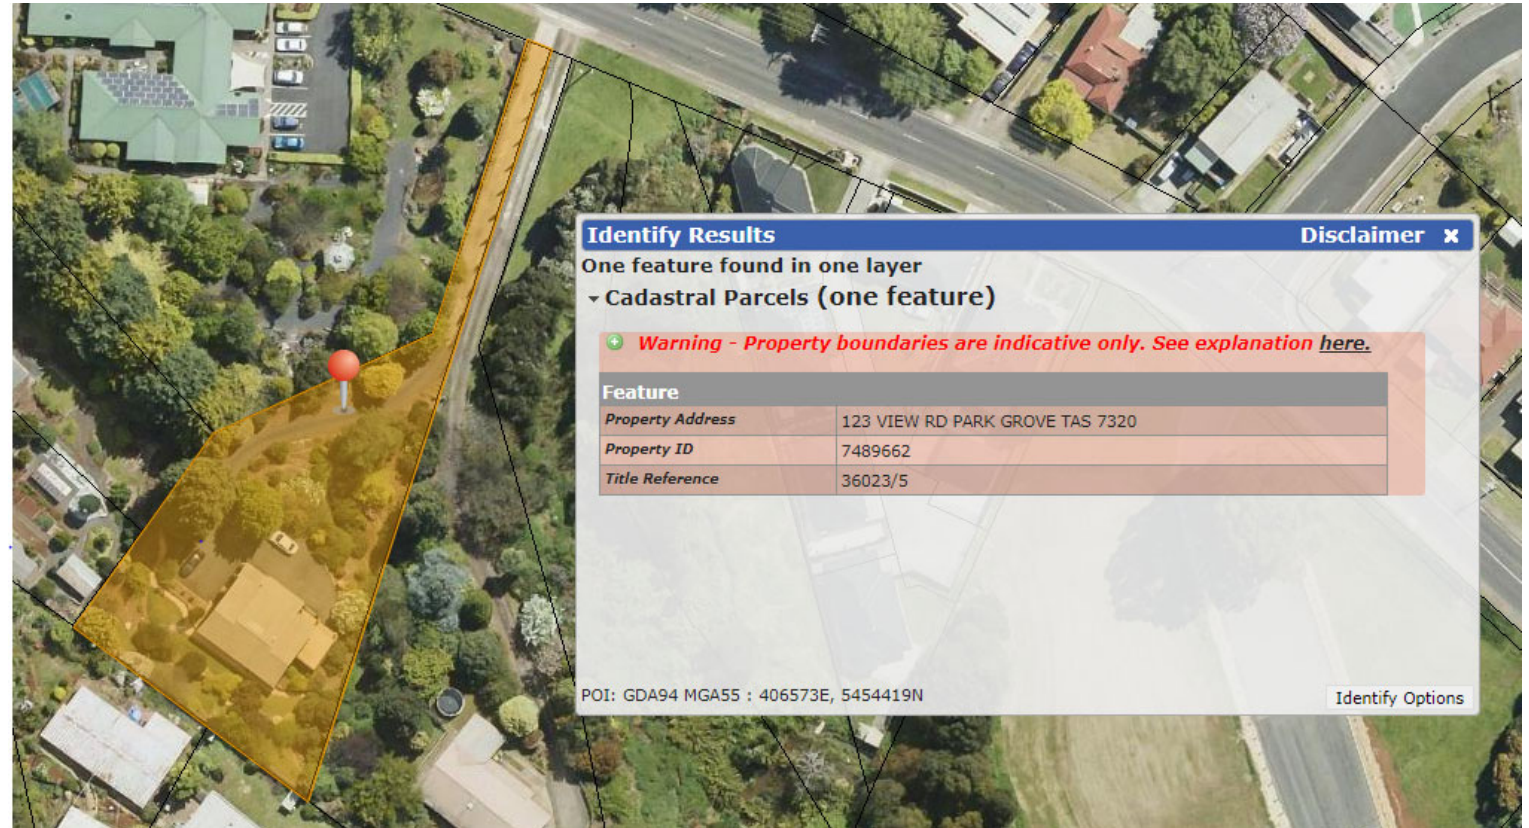 Identify Results Disclaimer ×
One feature found in one layer
Cadastral Parcels (one feature)
Warning - Property boundaries are indicative only. See explanation here.
Feature
Property Address 123 VIEW RD PARK GROVE TAS 7320
Property ID 7489662
Title Reference 36023/5
POI: GDA94 MGA55 : 406573E, 5454419N Identify Options